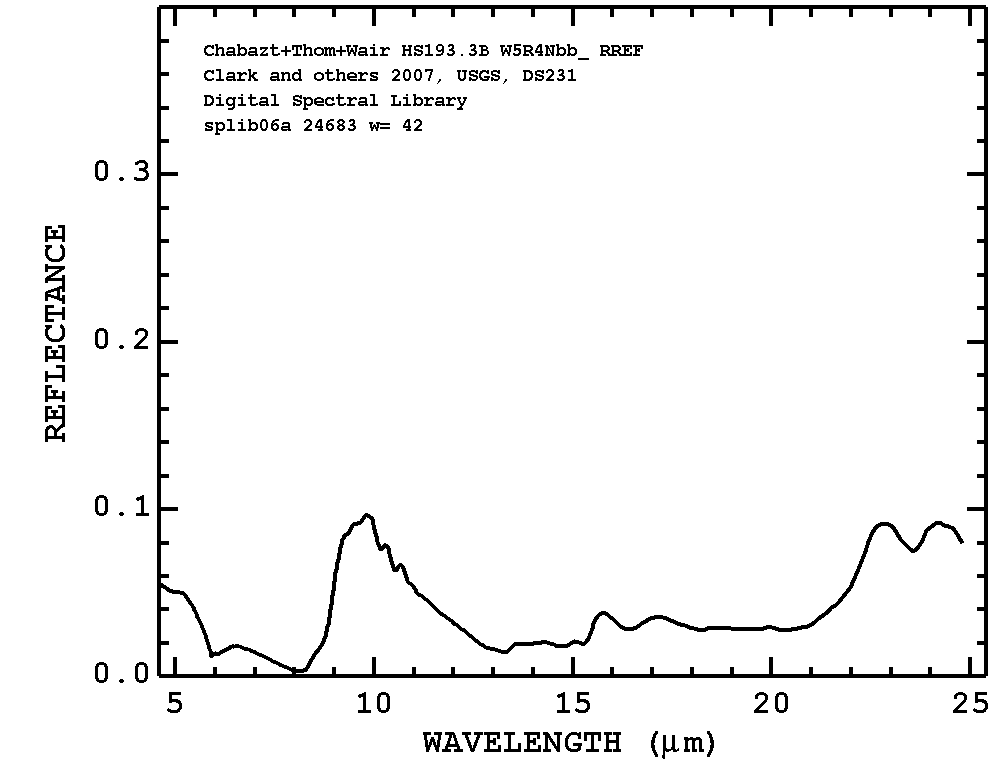 Chabazt+Thom+Wair HS193.3B W5R4Nbb_ RREF
Clark and others 2007, USGS, DS231
Digital Spectral Library
splib06a 24683 w= 42
0.3
0.2
0.1
0.0
REFLECTANCE
5 10 15 20 25
WAVELENGTH (μm)